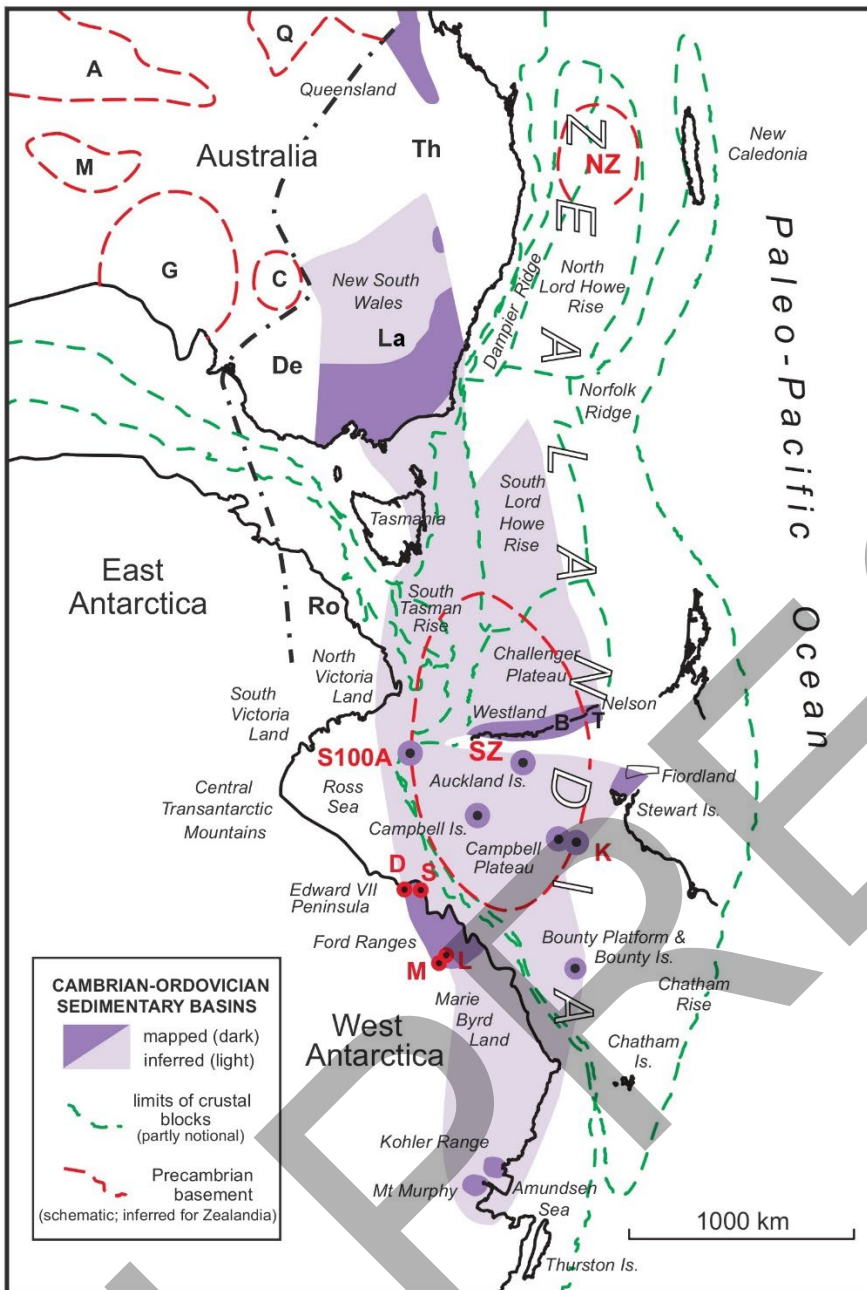 A
Q
Queensland
M
Australia
Th
NZ
New
Caledonia
G
C
New South
Wales
La
De
Dampier Ridge
North
Lord Howe
Rise
Norfolk
Ridge
Paleo-Pacific
Ocean
ZEALANDIA
South
Lord
Howe
Rise
Tasmania
East
Antarctica
Ro
South
Tasman
Rise
North
Victoria
Land
South
Victoria
Land
Challenger
Plateau
Westland
B
T
Nelson
S100A
SZ
Auckland Is.
Fiordland
Stewart Is.
Central
Transantarctic
Mountains
Ross
Sea
Campbell Is.
Campbell
Plateau
K
D
S
Edward VII
Peninsula
Ford Ranges
M
L
Bounty Platform &
Bounty Is.
Marie
Byrd
Land
Chatham
Rise
West
Antarctica
Chatham
Is.
Kohler Range
Mt Murphy
Amundsen
Sea
Thurston Is.
1000 km
CAMBRIAN-ORDOVICIAN
SEDIMENTARY BASINS
mapped (dark)
inferred (light)
limits of crustal
blocks
(partly notional)
Precambrian
basement
(schematic; inferred for Zealandia)